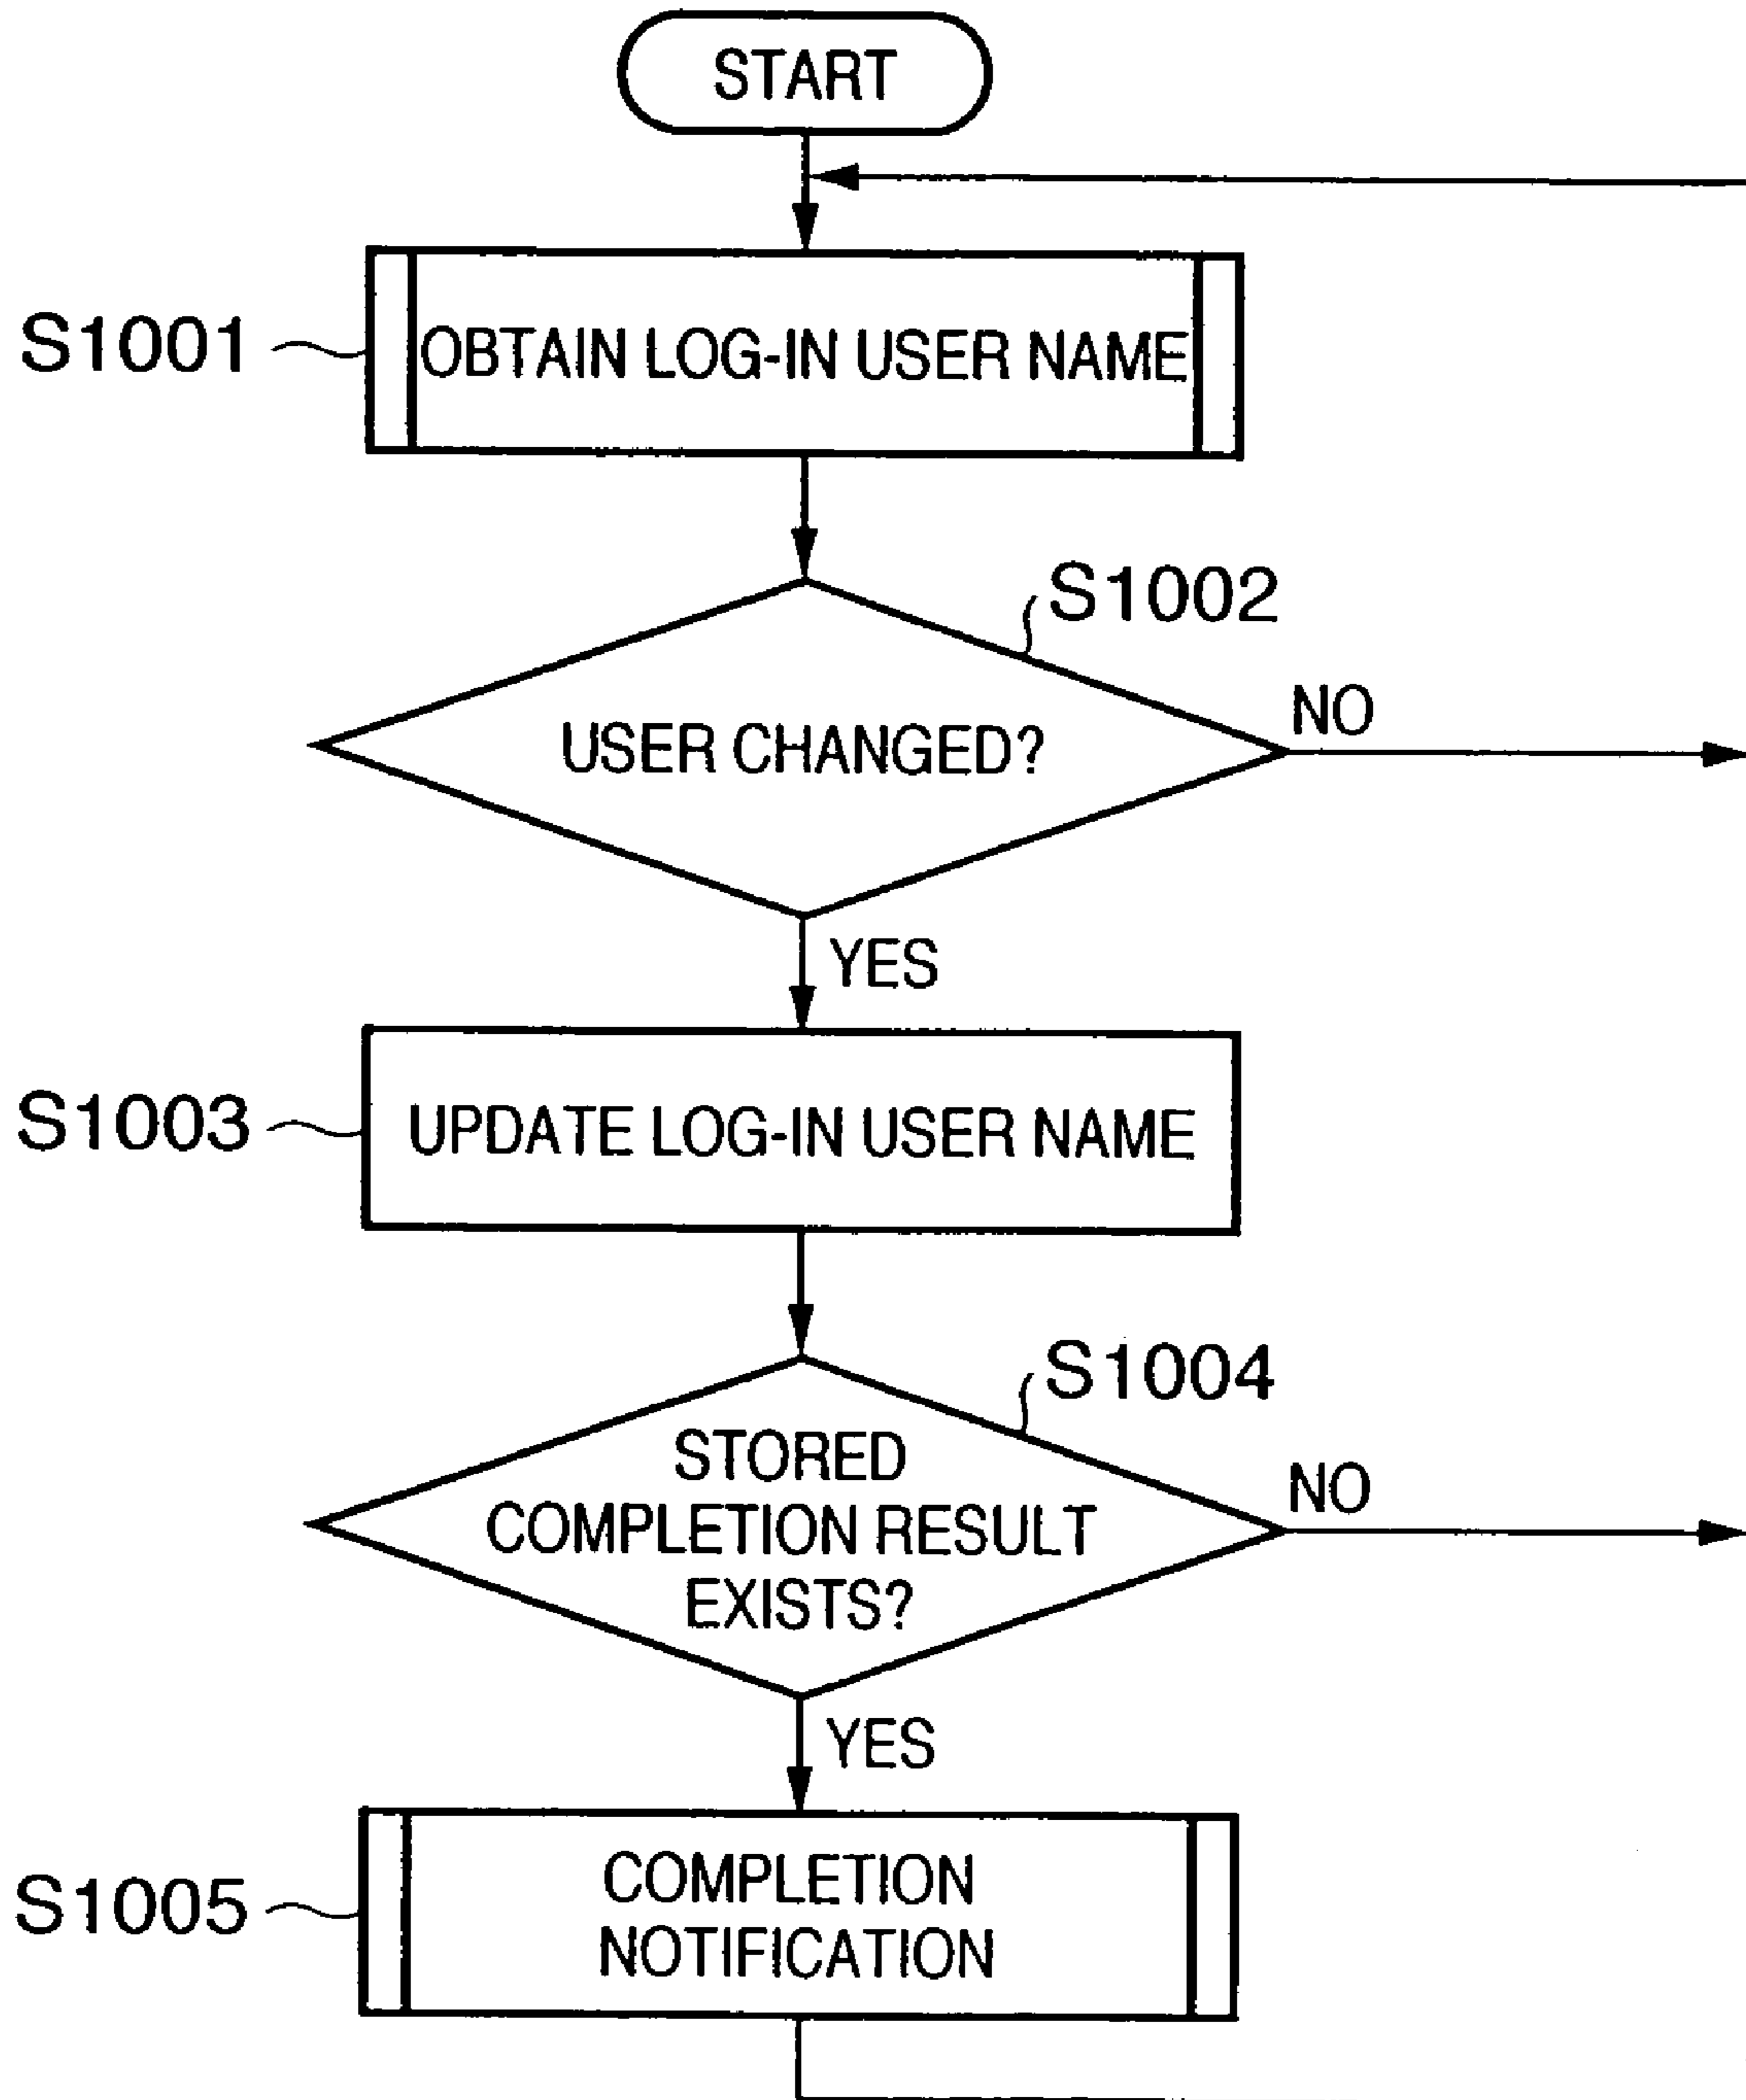 START
S1001
OBTAIN LOG-IN USER NAME
S1002
USER CHANGED?
NO
YES
S1003
UPDATE LOG-IN USER NAME
S1004
STORED
COMPLETION RESULT
EXISTS?
NO
YES
S1005
COMPLETION
NOTIFICATION